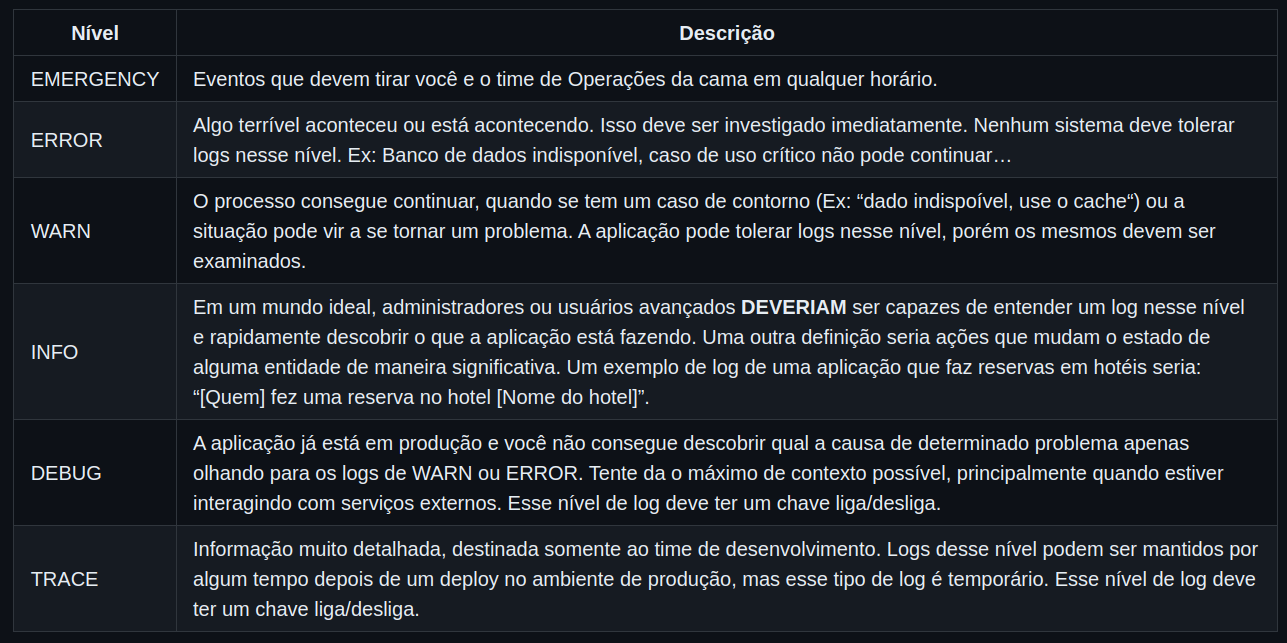 Nível
Descrição
EMERGENCY
Eventos que devem tirar você e o time de Operações da cama em qualquer horário.
ERROR
Algo terrível aconteceu ou está acontecendo. Isso deve ser investigado imediatamente. Nenhum sistema deve tolerar
logs nesse nível. Ex: Banco de dados indisponível, caso de uso crítico não pode continuar…
WARN
O processo consegue continuar, quando se tem um caso de contorno (Ex: “dado indispoível, use o cache“) ou a
situação pode vir a se tornar um problema. A aplicação pode tolerar logs nesse nível, porém os mesmos devem ser
examinados.
INFO
Em um mundo ideal, administradores ou usuários avançados DEVERIAM ser capazes de entender um log nesse nível
e rapidamente descobrir o que a aplicação está fazendo. Uma outra definição seria ações que mudam o estado de
alguma entidade de maneira significativa. Um exemplo de log de uma aplicação que faz reservas em hotéis seria:
“[Quem] fez uma reserva no hotel [Nome do hotel]”.
DEBUG
A aplicação já está em produção e você não consegue descobrir qual a causa de determinado problema apenas
olhando para os logs de WARN ou ERROR. Tente da o máximo de contexto possível, principalmente quando estiver
interagindo com serviços externos. Esse nível de log deve ter um chave liga/desliga.
TRACE
Informação muito detalhada, destinada somente ao time de desenvolvimento. Logs desse nível podem ser mantidos por
algum tempo depois de um deploy no ambiente de produção, mas esse tipo de log é temporário. Esse nível de log deve
ter um chave liga/desliga.